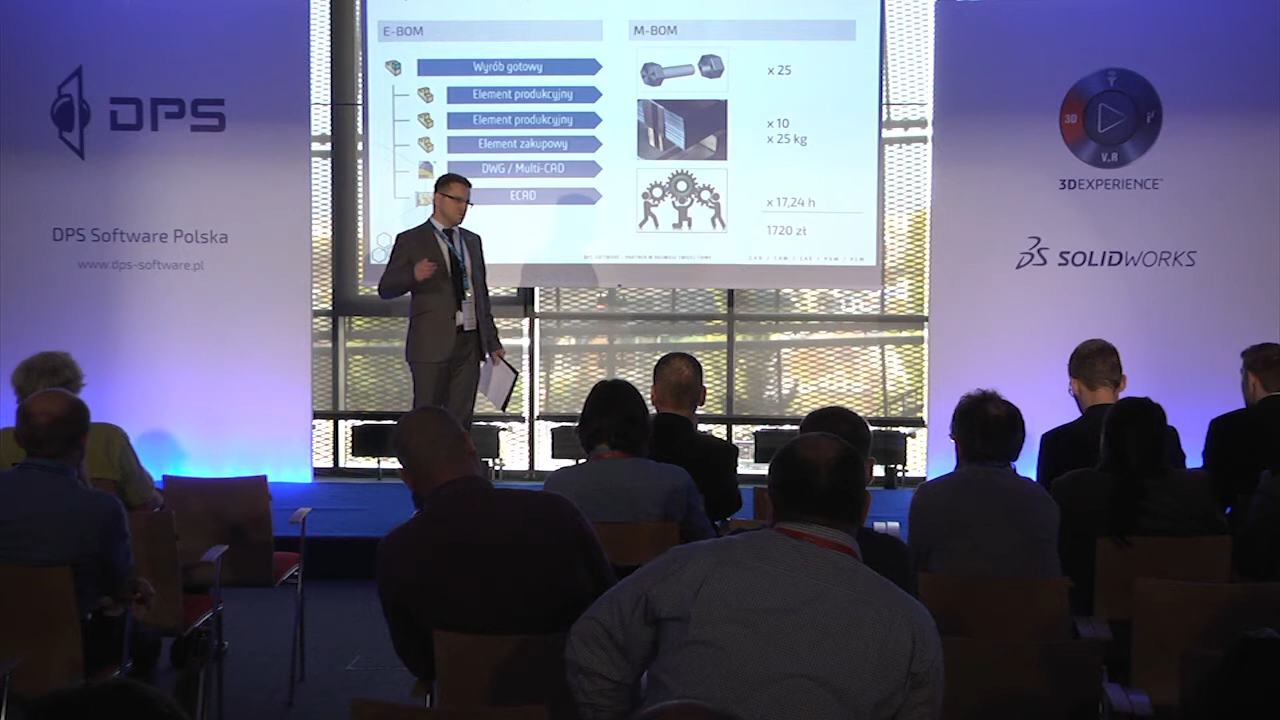 DPS
DPS Software Polska
www.dps-software.pl
E-BOM
Wyrób gotowy
Element produkcyjny
Element produkcyjny
Element zakupowy
DWG / Multi-CAD
ECAD
M-BOM
x 25
x 10
x 25 kg
x 17,24 h
1720 zł
3D
V.R
3DEXPERIENCE
SOLIDWORKS